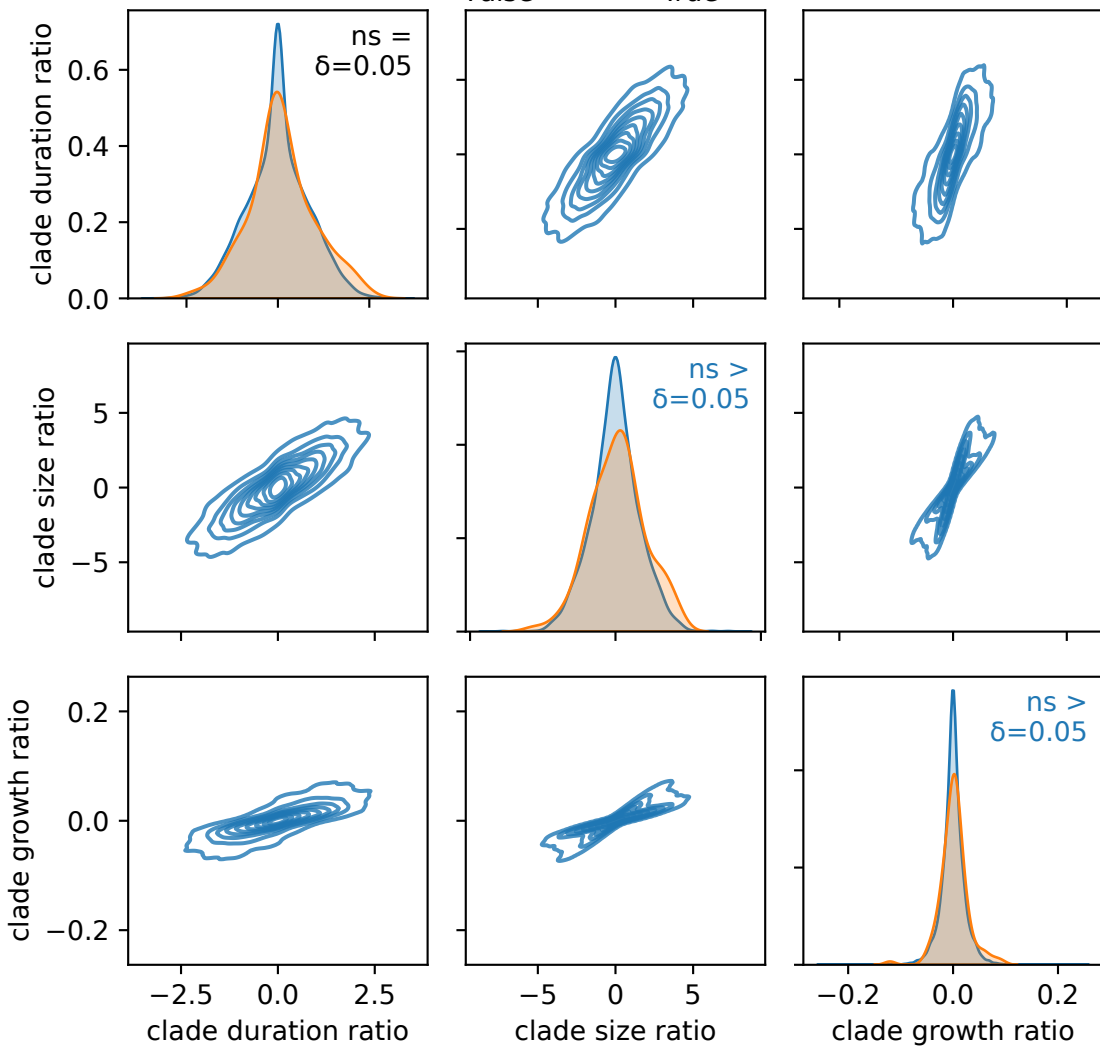 clade duration ratio
0.6
0.4
0.2
0.0
ns =
δ=0.05
clade size ratio
5
0
−5
ns >
δ=0.05
clade growth ratio
0.2
0.0
−0.2
ns >
δ=0.05
−2.5 0.0 2.5
−5 0 5
−0.2 0.0 0.2
clade duration ratio
clade size ratio
clade growth ratio